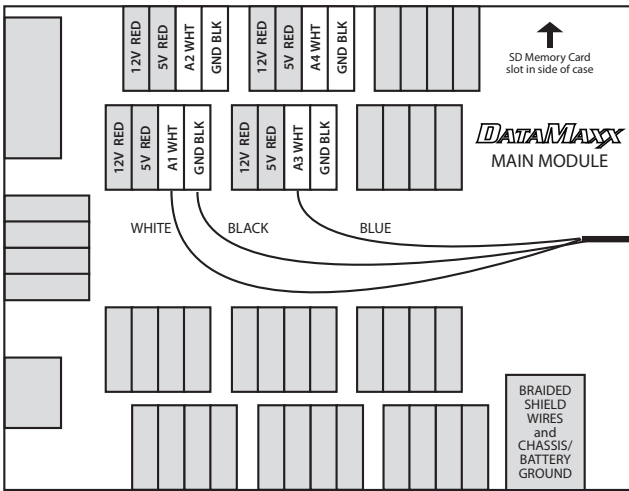 12V RED
5V RED
A2 WHT
GND BLK
12V RED
5V RED
A4 WHT
GND BLK
SD Memory Card
slot in side of case
12V RED
5V RED
A1 WHT
GND BLK
12V RED
5V RED
A3 WHT
GND BLK
DATAMAXX
MAIN MODULE
WHITE
BLACK
BLUE
BRAIDED
SHIELD
WIRES
and
CHASSIS/
BATTERY
GROUND